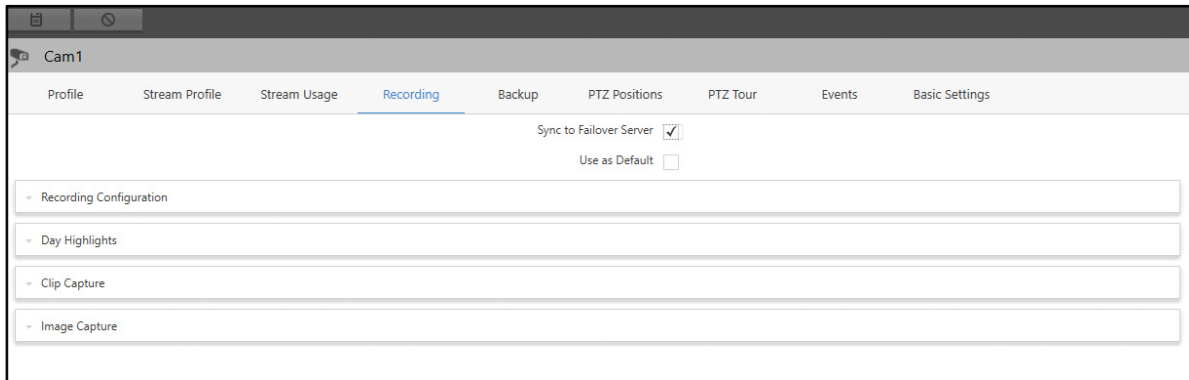 Cam1
Profile Stream Profile Stream Usage Recording Backup PTZ Positions PTZ Tour Events Basic Settings
Sync to Failover Server
Use as Default
Recording Configuration
Day Highlights
Clip Capture
Image Capture